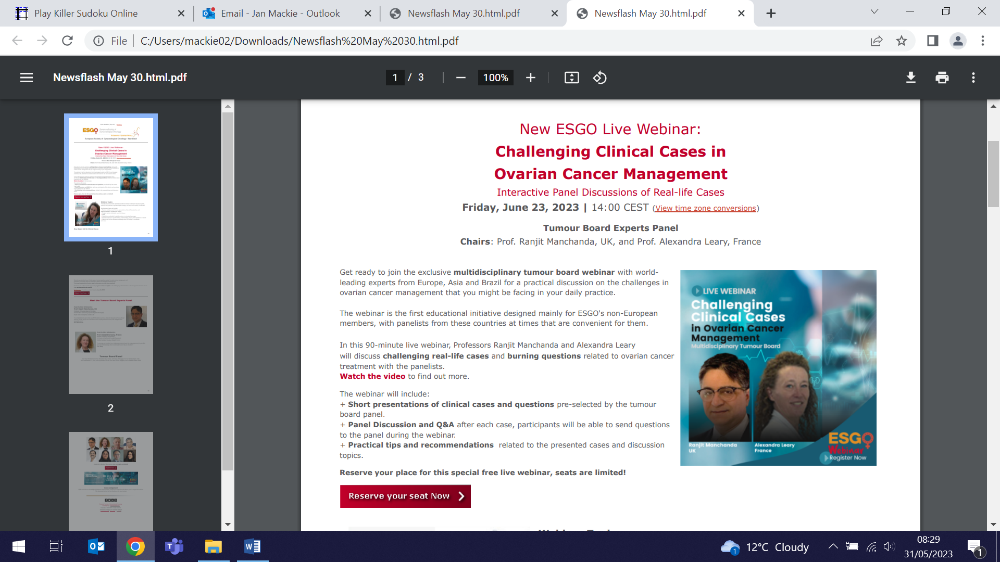 Play Killer Sudoku Online
Email - Jan Mackie - Outlook
Newsflash May 30.html.pdf
Newsflash May 30.html.pdf
File
C:/Users/mackie02/Downloads/Newsflash%20May%2030.html.pdf
Newsflash May 30.html.pdf
1 / 3
100%
1
2
New ESGO Live Webinar:
Challenging Clinical Cases in
Ovarian Cancer Management
Interactive Panel Discussions of Real-life Cases
Friday, June 23, 2023 | 14:00 CEST (View time zone conversions)
Tumour Board Experts Panel
Chairs: Prof. Ranjit Manchanda, UK, and Prof. Alexandra Leary, France
Get ready to join the exclusive multidisciplinary tumour board webinar with world-
leading experts from Europe, Asia and Brazil for a practical discussion on the challenges in
ovarian cancer management that you might be facing in your daily practice.
The webinar is the first educational initiative designed mainly for ESGO's non-European
members, with panelists from these countries at times that are convenient for them.
In this 90-minute live webinar, Professors Ranjit Manchanda and Alexandra Leary
will discuss challenging real-life cases and burning questions related to ovarian cancer
treatment with the panelists.
Watch the video to find out more.
The webinar will include:
+ Short presentations of clinical cases and questions pre-selected by the tumour
board panel.
+ Panel Discussion and Q&A after each case, participants will be able to send questions
to the panel during the webinar.
+ Practical tips and recommendations related to the presented cases and discussion
topics.
Reserve your place for this special free live webinar, seats are limited!
Reserve your seat Now
LIVE WEBINAR
Challenging
Clinical Cases
in Ovarian Cancer
Management
Multidisciplinary Tumour Board
Ranjit Manchanda
UK
Alexandra Leary
France
ESGO
Webinar
Register Now
1
12°C Cloudy
08:29
31/05/2023
1